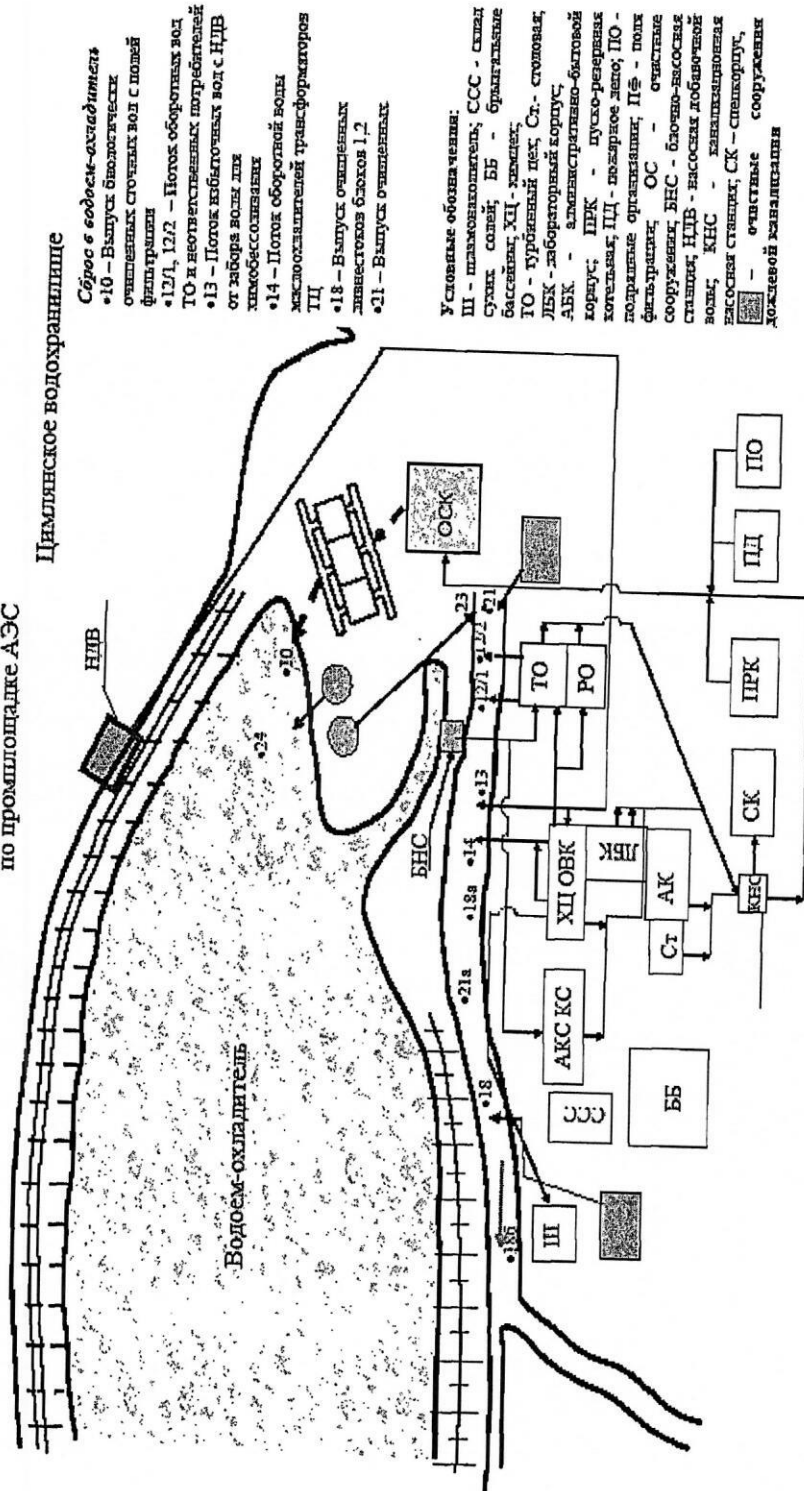 по промплощадке АЭС
Цимлянское водохранилище
НДВ
Сброс в водоем-охладитель
•10 – Выпуск биологически
очищенных сточных вод с полей
фильтрации
•12/1, 12/2 – Поток оборотных вод
ТО и неответственных потребителей
•13 – Поток избыточных вод с НДВ
от забора воды для
химобессоливания
•14 – Поток оборотной воды
маслоохладителей трансформаторов
ТЦ
•18 – Выпуск очищенных
ливнестоков блоков 1,2
•21 – Выпуск очищенных
Условные обозначения:
Ш - шламонакопитель; ССС - склад
сухих солей; ББ - брызгальные
бассейны; ХЦ - химцех;
ТО - турбинный цех; Ст.- столовая;
ЛБК - лабораторный корпус;
АБК - административно-бытовой
корпус; ПРК - пуско-резервная
котельная; ПД - пожарное депо; ПО -
подрядные организации; ПФ - поля
фильтрации; ОС - очистные
сооружения; БНС - блочно-насосная
станция; НДВ - насосная добавочной
воды; КНС - канализационная
насосная станция; СК – спецкорпус,
– очистные сооружения
дождевой канализации
Водоем-охладитель
•24
•10
ОСК
БНС
•18б
•18
•21а
•18а
•14
•13
•12/1
•12/2
23
•21
Ш
ССС
ББ
АКС КС
ХЦ ОВК
ЛБК
АК
Ст
ТО
РО
КНС
СК
ПРК
ПД
ПО